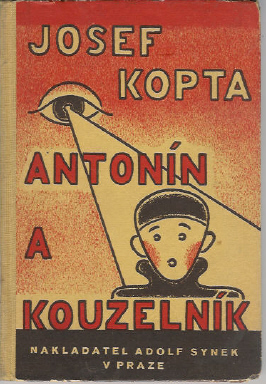 JOSEF
KOPTA
ANTONÍN
A
KOUZELNÍK
NAKLADATEL ADOLF SYNEK
V PRAZE